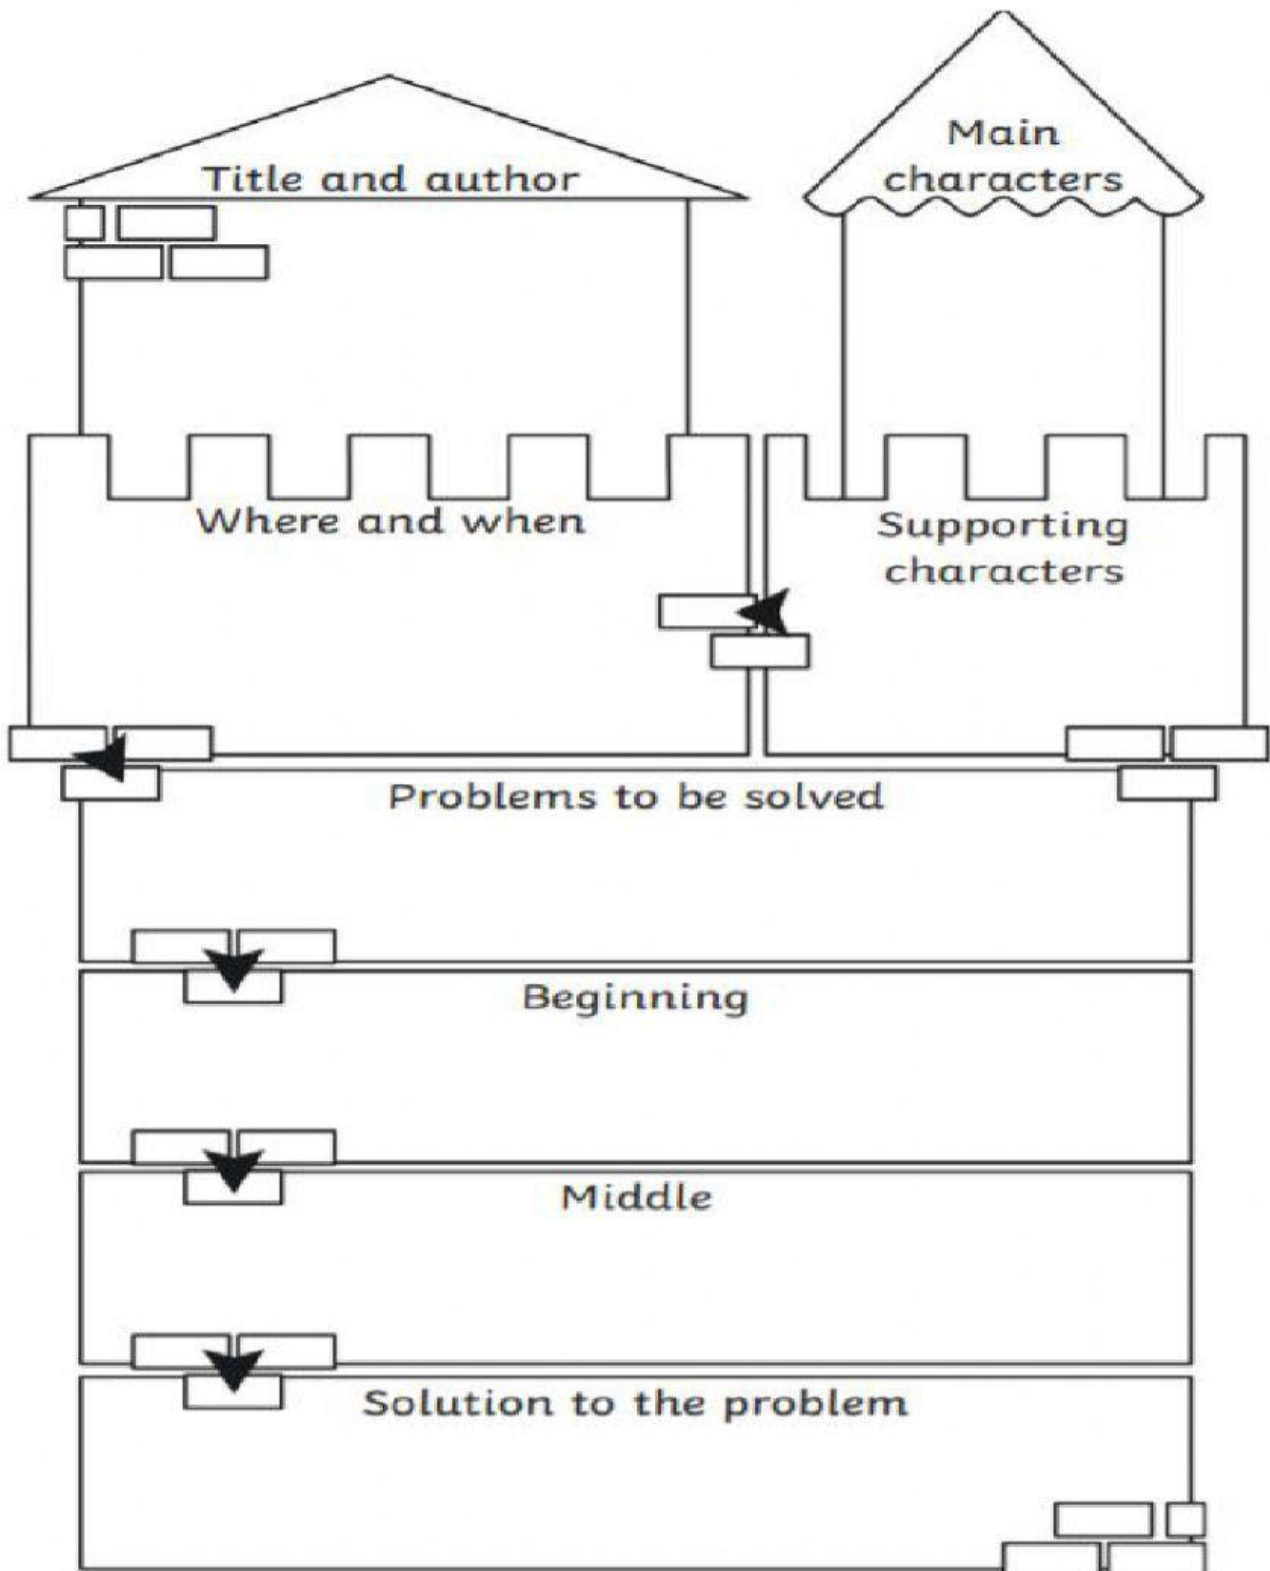 Title and author
Main
characters
Where and when
Supporting
characters
Problems to be solved
Beginning
Middle
Solution to the problem